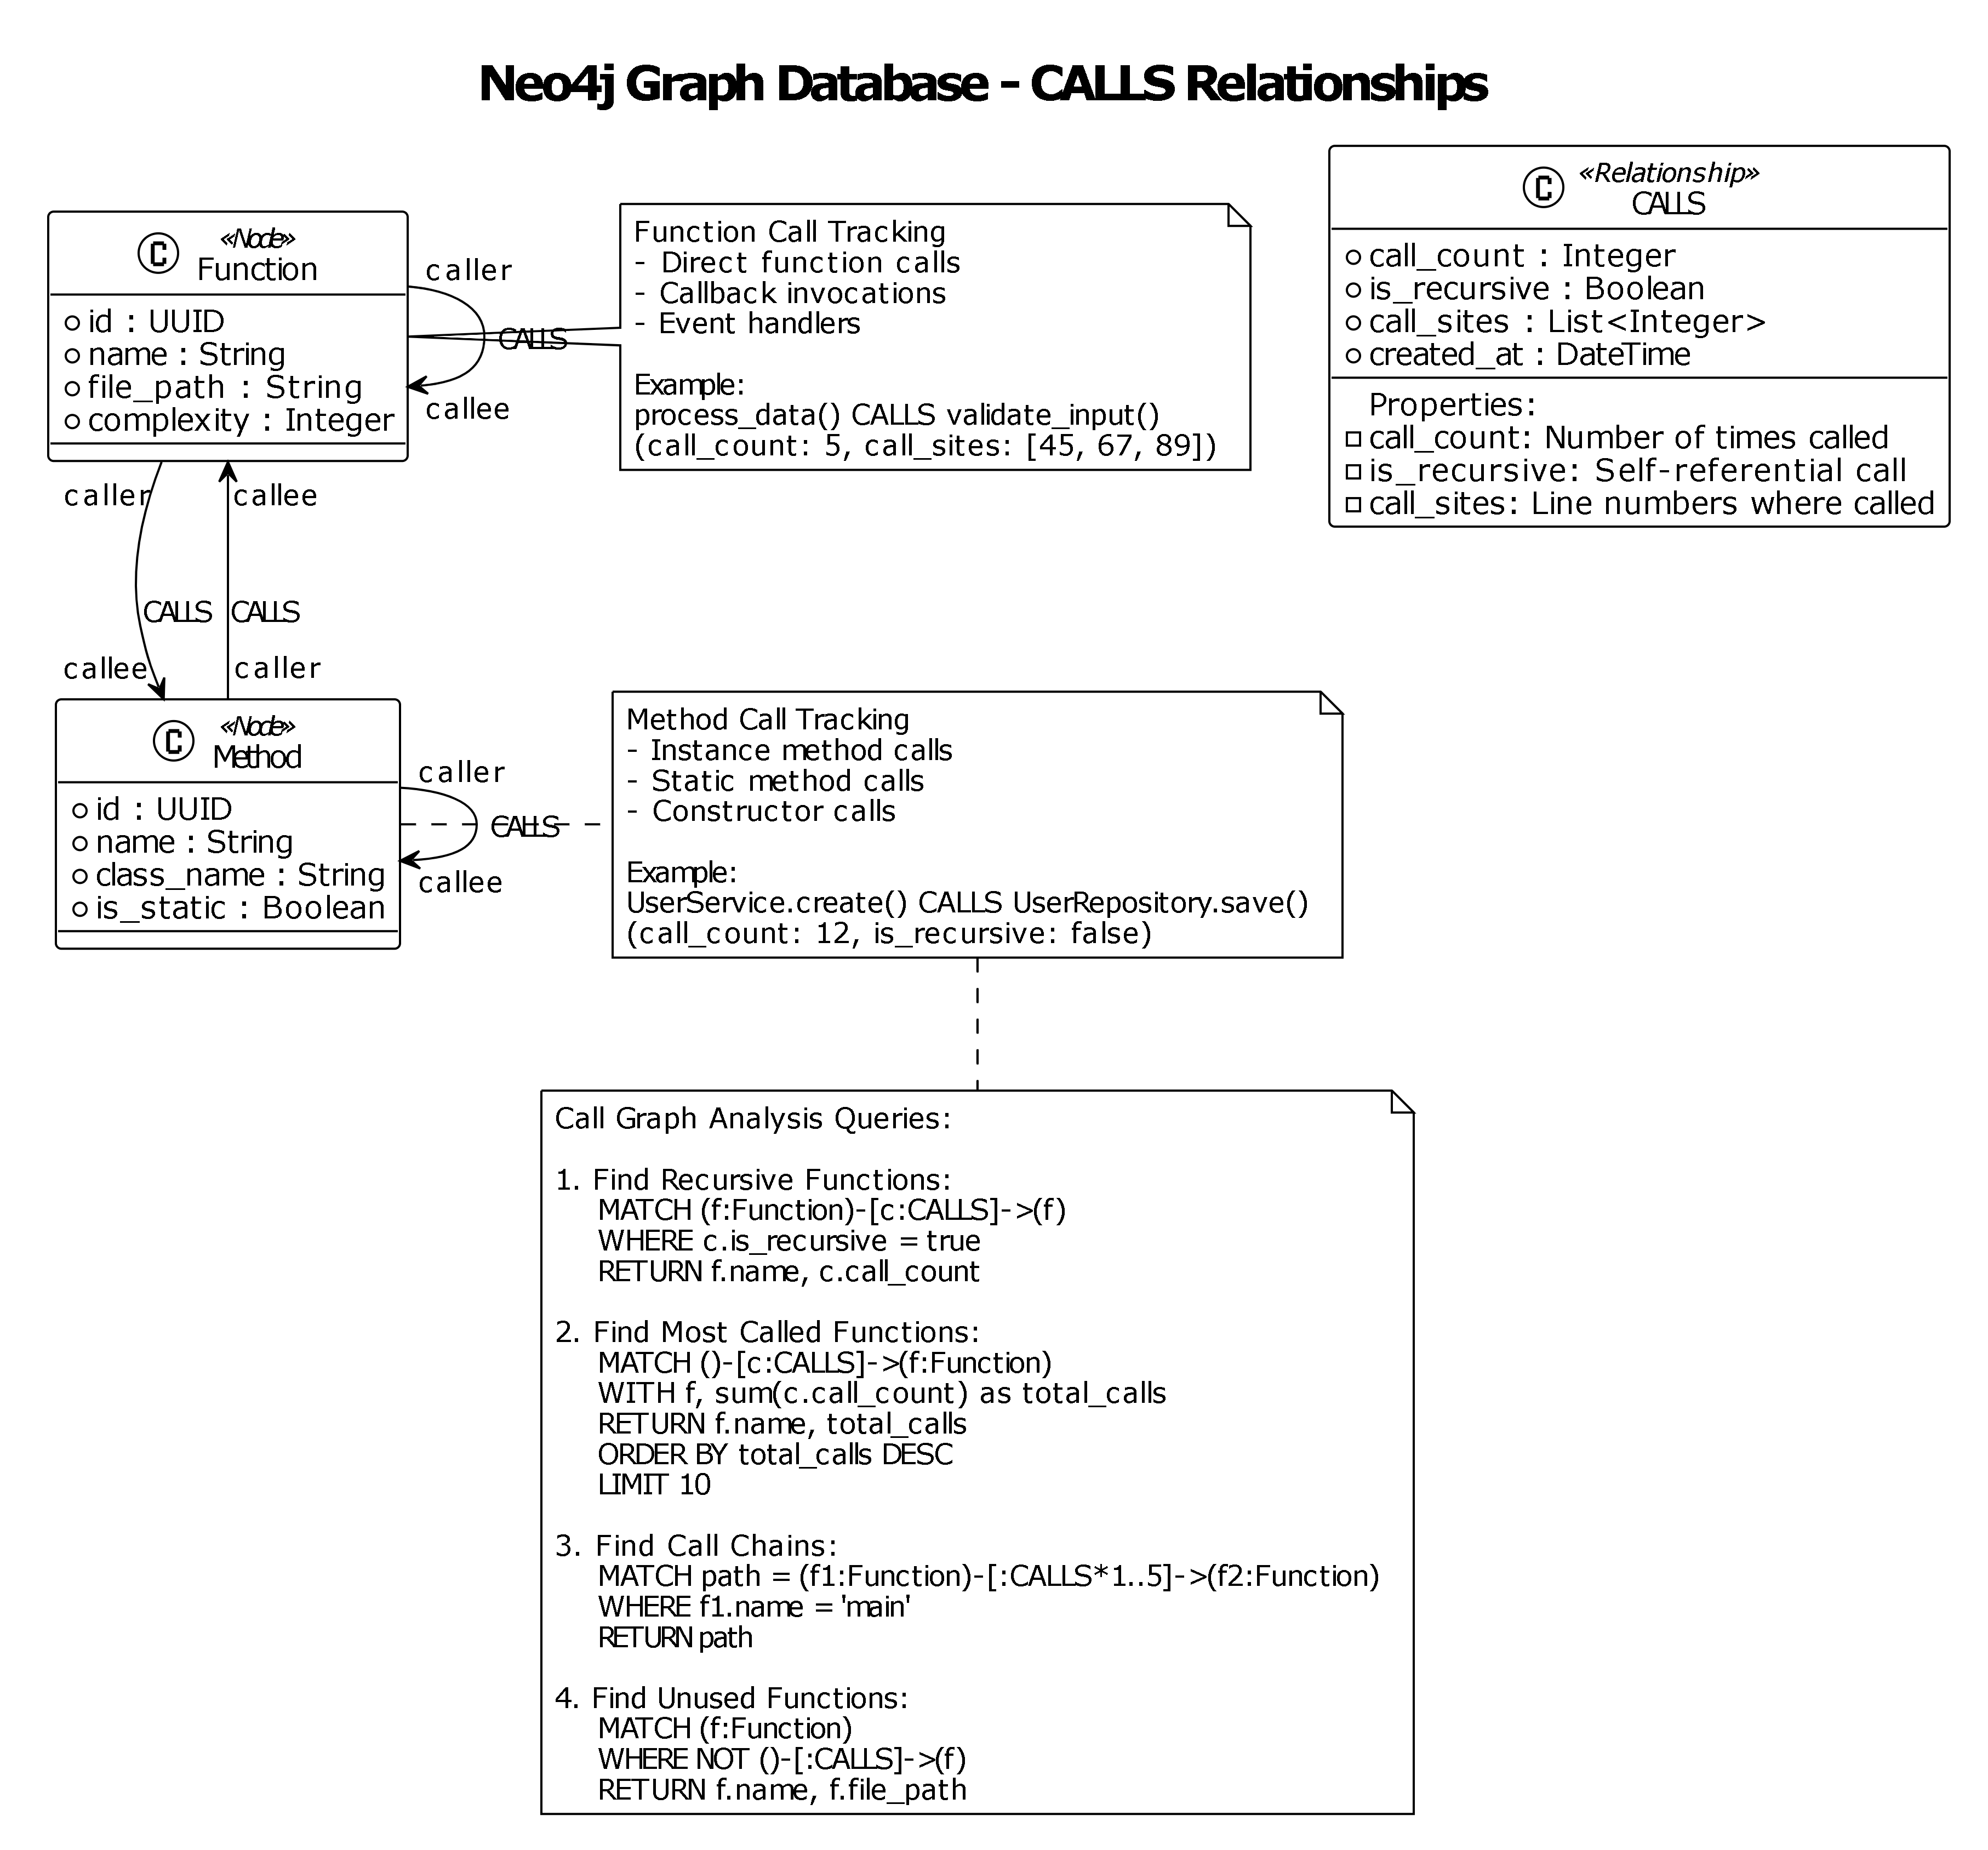 Neo4j Graph Database - CALLS Relationships
«Node»
Function
id : UUID
name : String
file_path : String
complexity : Integer
caller
CALLS
callee
Function Call Tracking
- Direct function calls
- Callback invocations
- Event handlers
Example:
process_data() CALLS validate_input()
(call_count: 5, call_sites: [45, 67, 89])
«Relationship»
CALLS
call_count : Integer
is_recursive : Boolean
call_sites : List<Integer>
created_at : DateTime
Properties:
call_count: Number of times called
is_recursive: Self-referential call
call_sites: Line numbers where called
caller
callee
CALLS
CALLS
callee
caller
«Node»
Method
id : UUID
name : String
class_name : String
is_static : Boolean
caller
CALLS
callee
Method Call Tracking
- Instance method calls
- Static method calls
- Constructor calls
Example:
UserService.create() CALLS UserRepository.save()
(call_count: 12, is_recursive: false)
Call Graph Analysis Queries:
1. Find Recursive Functions:
MATCH (f:Function)-[c:CALLS]->(f)
WHERE c.is_recursive = true
RETURN f.name, c.call_count
2. Find Most Called Functions:
MATCH ()-[c:CALLS]->(f:Function)
WITH f, sum(c.call_count) as total_calls
RETURN f.name, total_calls
ORDER BY total_calls DESC
LIMIT 10
3. Find Call Chains:
MATCH path = (f1:Function)-[:CALLS*1..5]->(f2:Function)
WHERE f1.name = 'main'
RETURN path
4. Find Unused Functions:
MATCH (f:Function)
WHERE NOT ()-[:CALLS]->(f)
RETURN f.name, f.file_path